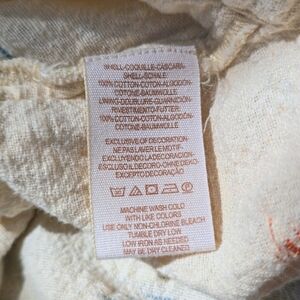 SHELL-COQUILLE-CASCARA-
SHELL-SCHALE
100% COTTON-COTON-ALGODÓN-
COTONE-BAUMWOLLE
LINING-DOUBLURE-GUARNICIÓN-
RIVESTIMENTO-FUTTER:
100% COTTON-COTON-ALGODÓN-
COTONE-BAUMWOLLE
EXCLUSIVE OF DECORATION
NE PAS LAVER LE MOTIF-
EXCLUYENDO LA DECORACION-
ESCLUSO IL DECORO-OHNE DEKO-
EXCEPTO DECORAÇÃO
MACHINE WASH COLD
WITH LIKE COLORS
USE ONLY NON-CHLORINE BLEACH
TUMBLE DRY LOW
LOW IRON AS NEEDED
MAY BE DRY CLEANED